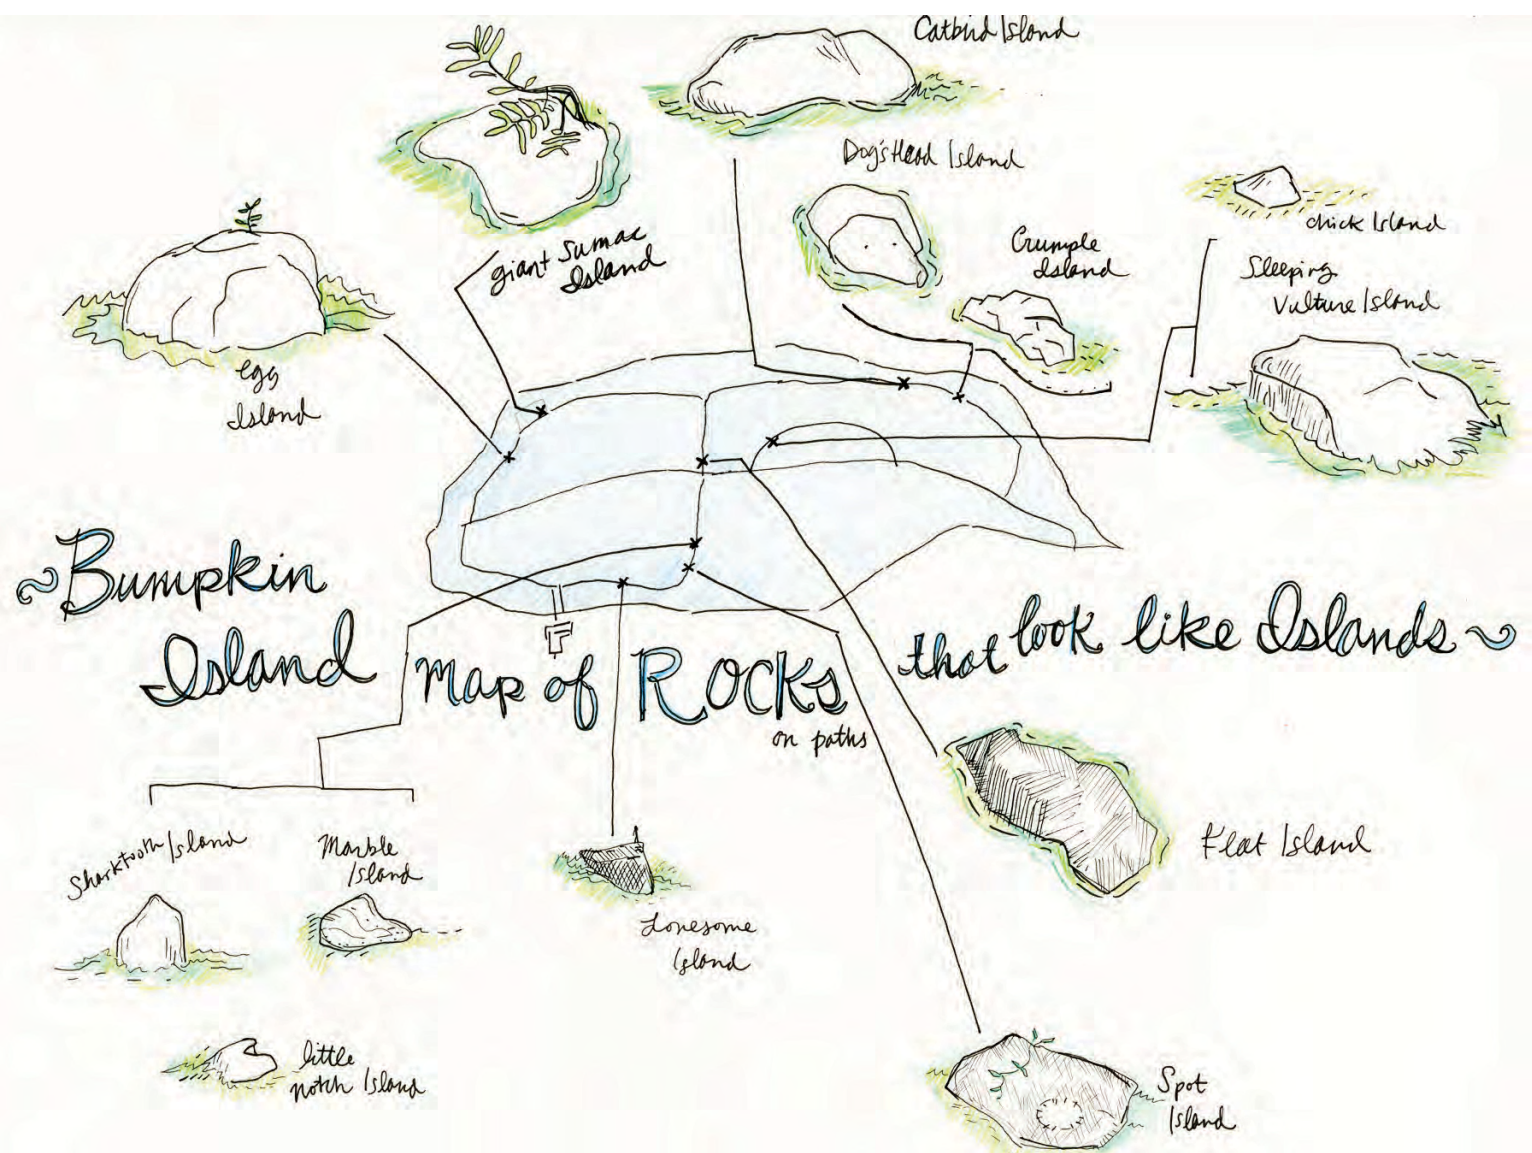 Catbird Island
Dog's Head Island
chick Island
giant Sumac
Island
Crumple
Island
Sleeping
Vulture Island
egg
Island
~Bumpkin
Island
map of ROCKS
on paths
that look like Islands~
Sharktooth Island
Marble
Island
Lonesome
Island
Flat Island
little
notch Island
Spot
Island